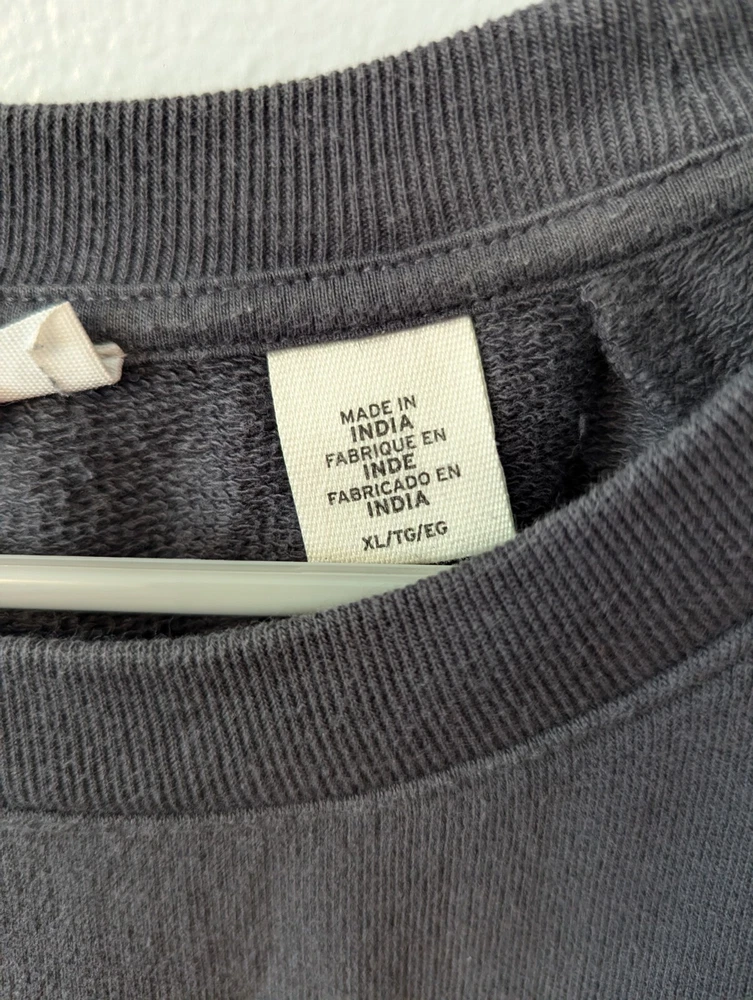 MADE IN
INDIA
FABRIQUE EN
INDE
FABRICADO EN
INDIA
XL/TG/EG